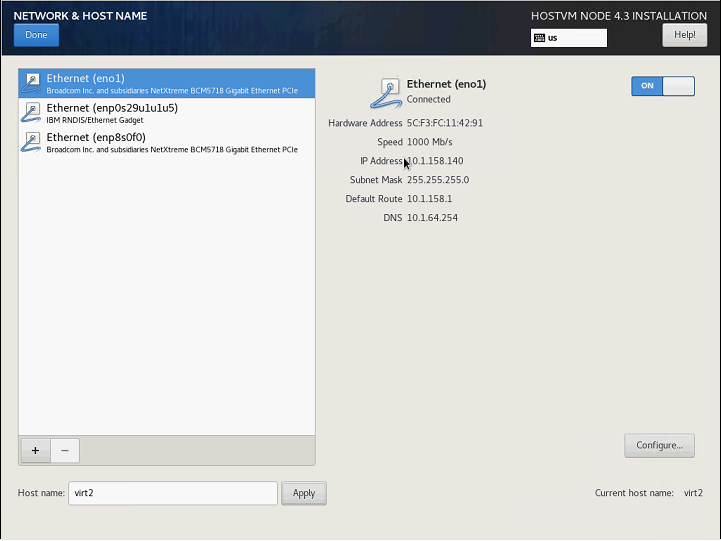 NETWORK & HOST NAME
HOSTVM NODE 4.3 INSTALLATION
Done
us
Help!
Ethernet (eno1)
Broadcom Inc. and subsidiaries NetXtreme BCM5718 Gigabit Ethernet PCIe
Ethernet (enp0s29u1u1u5)
IBM RNDIS/Ethernet Gadget
Ethernet (enp8s0f0)
Broadcom Inc. and subsidiaries NetXtreme BCM5718 Gigabit Ethernet PCIe
Ethernet (eno1)
Connected
ON
Hardware Address 5C:F3:FC:11:42:91
Speed 1000 Mb/s
IP Address 10.1.158.140
Subnet Mask 255.255.255.0
Default Route 10.1.158.1
DNS 10.1.64.254
+ −
Configure...
Host name: virt2 Apply
Current host name: virt2